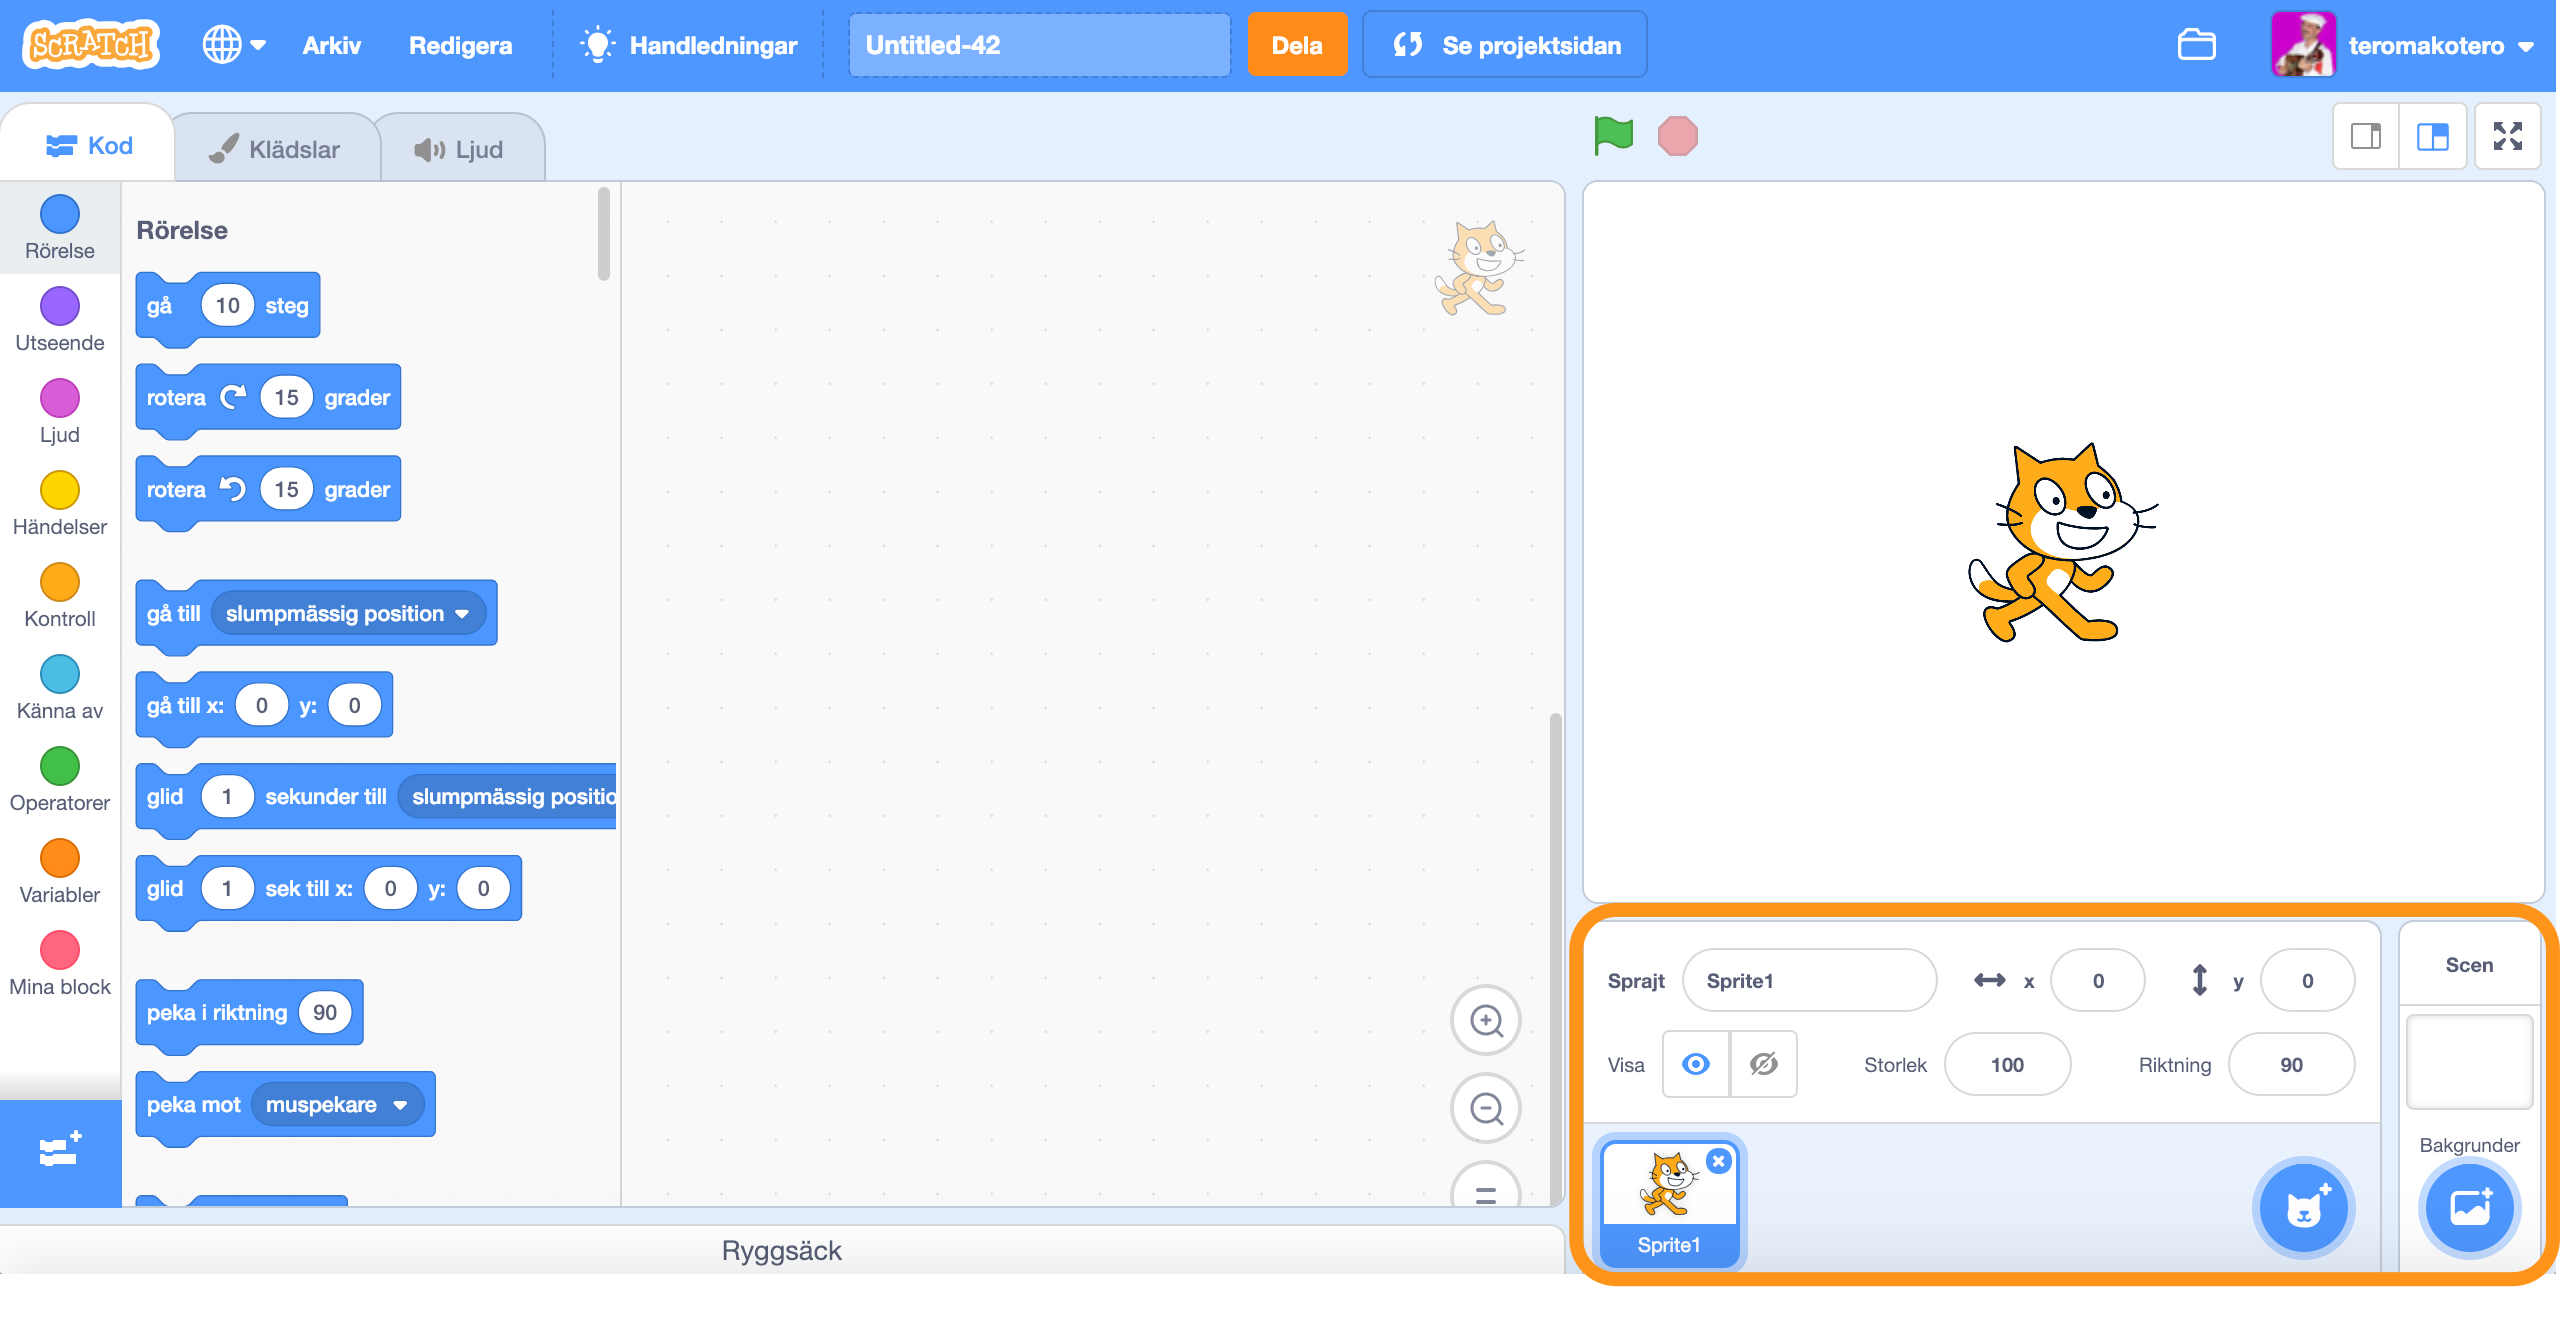 SCRATCH Arkiv Redigera Handledningar Untitled-42 Dela Se projektsidan teromakotero
Kod Klädslar Ljud
Rörelse
Utseende
Ljud
Händelser
Kontroll
Känna av
Operatorer
Variabler
Mina block
Rörelse
gå 10 steg
rotera 15 grader
rotera 15 grader
gå till slumpmässig position
gå till x: 0 y: 0
glid 1 sekunder till slumpmässig positio
glid 1 sek till x: 0 y: 0
peka i riktning 90
peka mot muspekare
Ryggsäck
Sprajt Sprite1 x 0 y 0
Visa Storlek 100 Riktning 90
Sprite1
Scen
Bakgrunder